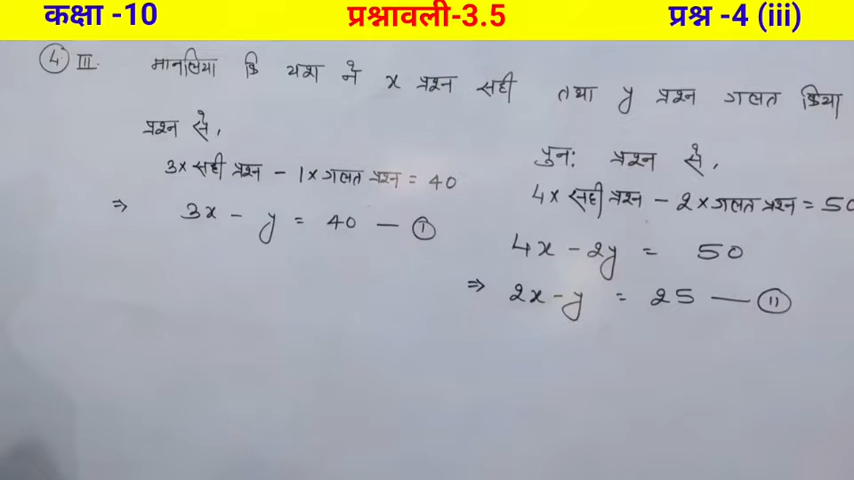 कक्षा -10 प्रश्नावली-3.5 प्रश्न -4 (iii)
4 III. मानलिया कि यश ने x प्रश्न सही तथा y प्रश्न गलत किया
प्रश्न से,
3x सही प्रश्न - 1x गलत प्रश्न = 40
⇒ 3x - y = 40 — I
पुनः प्रश्न से,
4x सही प्रश्न - 2x गलत प्रश्न = 50
4x - 2y = 50
⇒ 2x - y = 25 — II